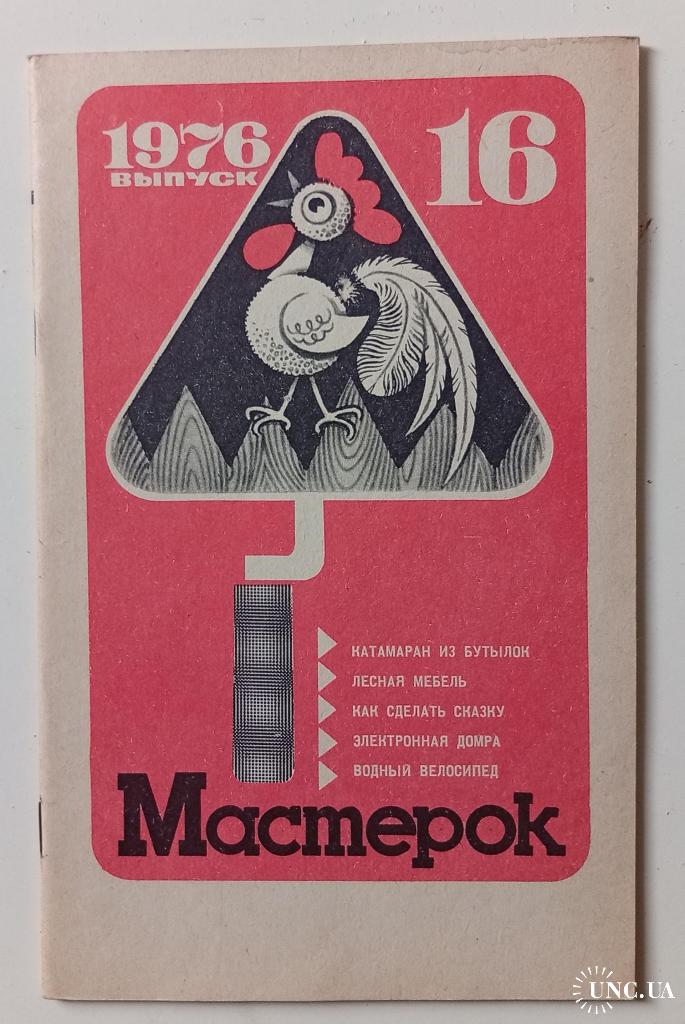 1976
16
ВЫПУСК
КАТАМАРАН ИЗ БУТЫЛОК
ЛЕСНАЯ МЕБЕЛЬ
КАК СДЕЛАТЬ СКАЗКУ
ЭЛЕКТРОННАЯ ДОМРА
ВОДНЫЙ ВЕЛОСИПЕД
Мастерок
UNC.UA